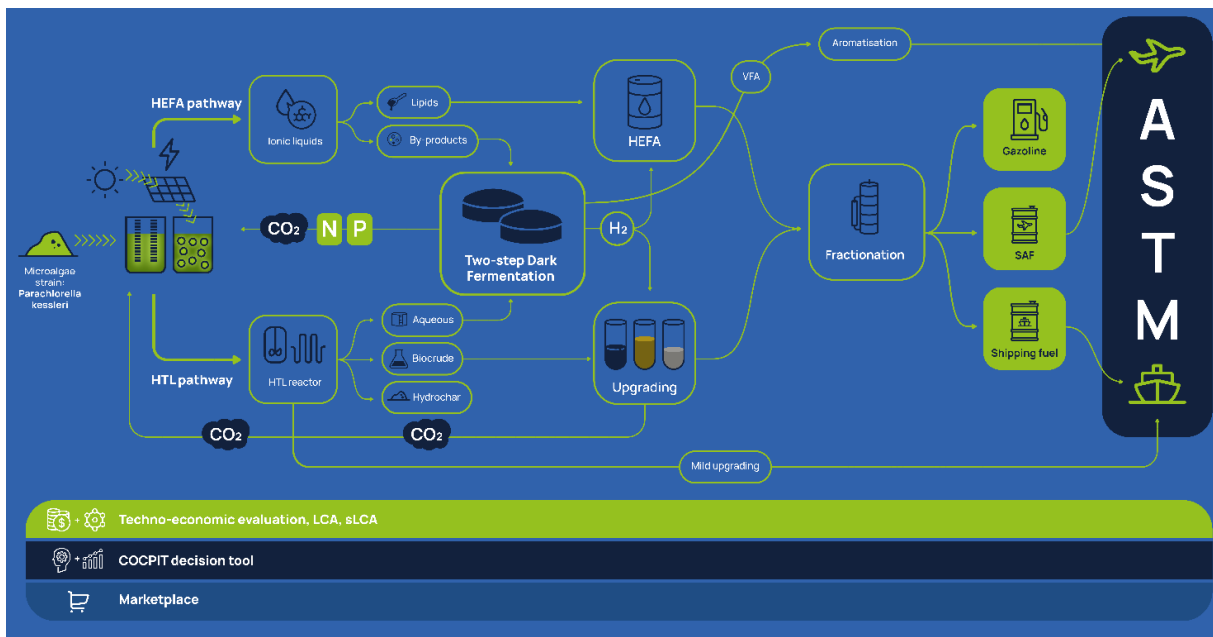 Aromatisation
VFA
HEFA pathway
Ionic liquids
Lipids
By-products
HEFA
Gazoline
A
S
T
M
CO₂
N
P
Two-step Dark
Fermentation
H₂
Fractionation
SAF
Microalgae
strain:
Parachlorella
kessleri
HTL pathway
HTL reactor
Aqueous
Biocrude
Hydrochar
Upgrading
Shipping fuel
CO₂
CO₂
Mild upgrading
Techno-economic evaluation, LCA, sLCA
COCPIT decision tool
Marketplace